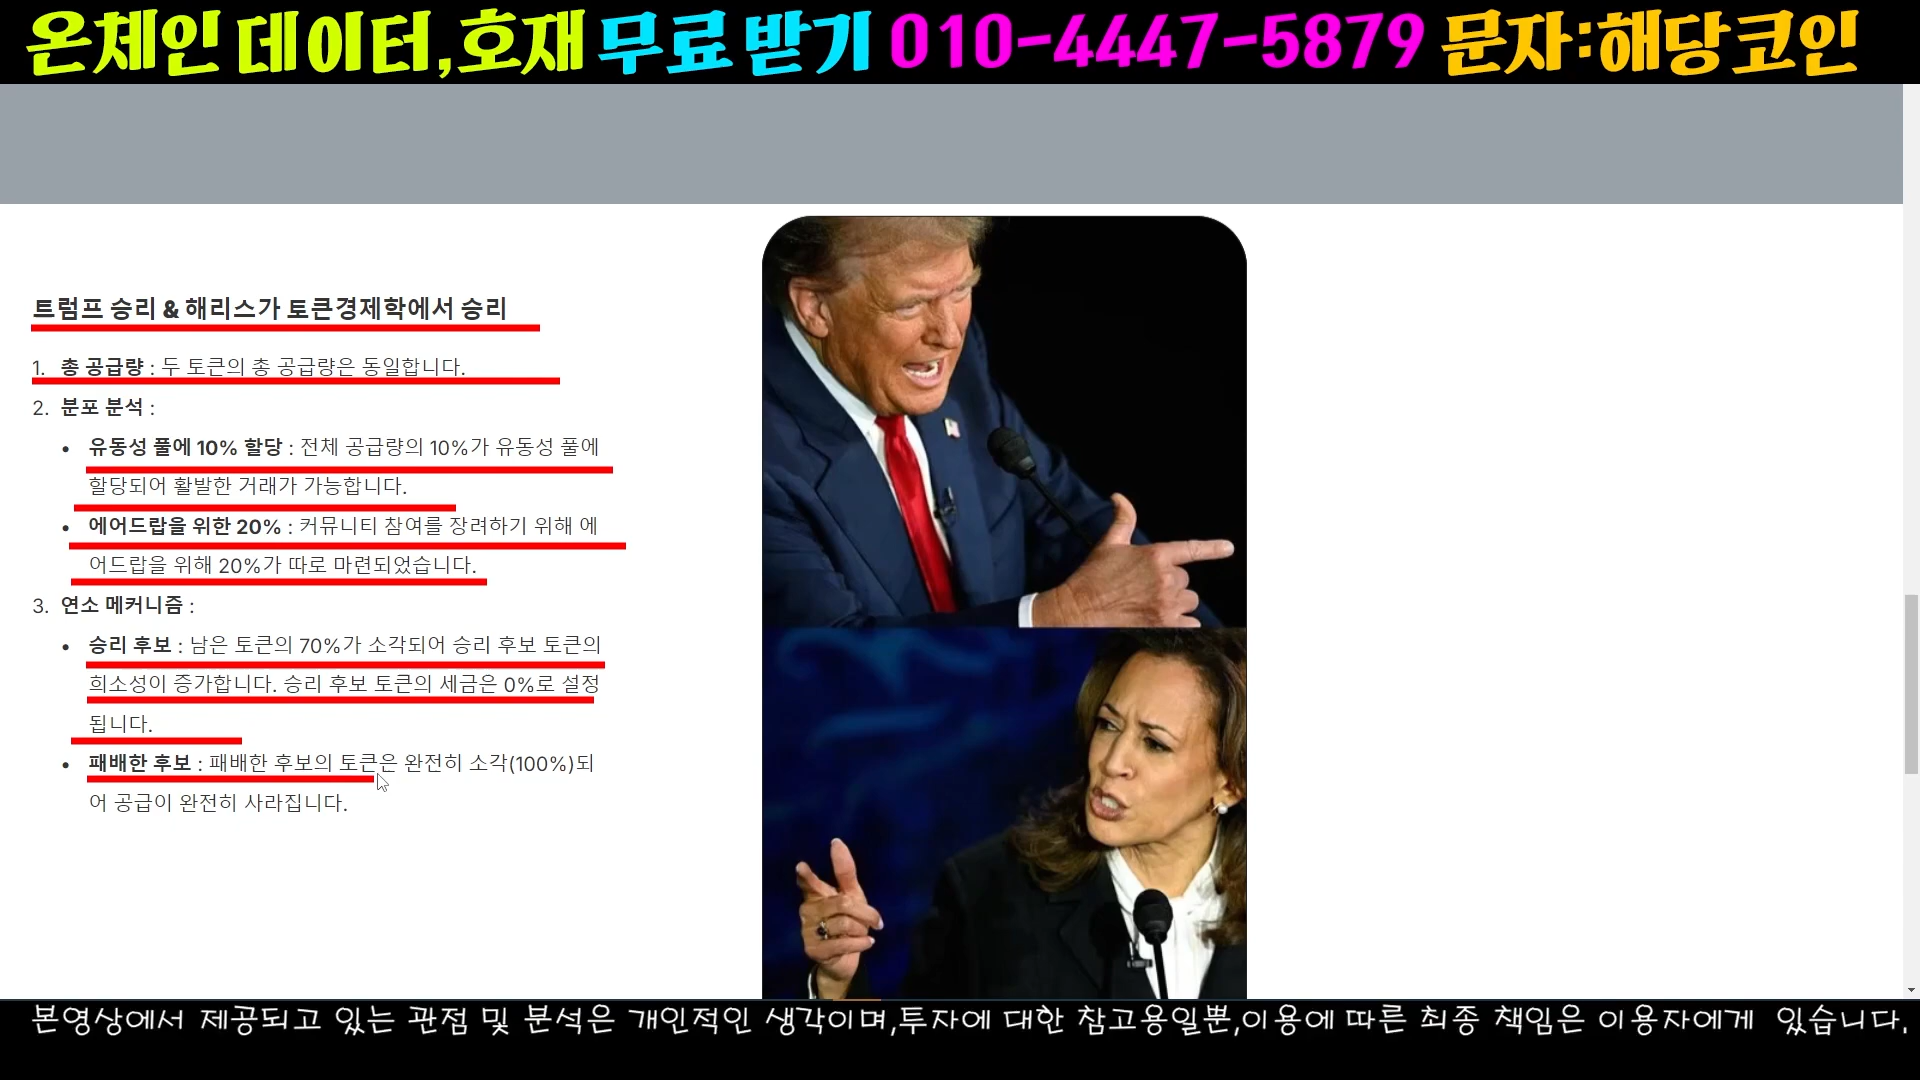 온체인 데이터,호재 무료 받기 010-4447-5879 문자:해당코인
트럼프 승리 & 해리스가 토큰경제학에서 승리
1. 총 공급량 : 두 토큰의 총 공급량은 동일합니다.
2. 분포 분석 :
• 유동성 풀에 10% 할당 : 전체 공급량의 10%가 유동성 풀에
할당되어 활발한 거래가 가능합니다.
• 에어드랍을 위한 20% : 커뮤니티 참여를 장려하기 위해 에
어드랍을 위해 20%가 따로 마련되었습니다.
3. 연소 메커니즘 :
• 승리 후보 : 남은 토큰의 70%가 소각되어 승리 후보 토큰의
희소성이 증가합니다. 승리 후보 토큰의 세금은 0%로 설정
됩니다.
• 패배한 후보 : 패배한 후보의 토큰은 완전히 소각(100%)되
어 공급이 완전히 사라집니다.
본영상에서 제공되고 있는 관점 및 분석은 개인적인 생각이며,투자에 대한 참고용일뿐,이용에 따른 최종 책임은 이용자에게 있습니다.